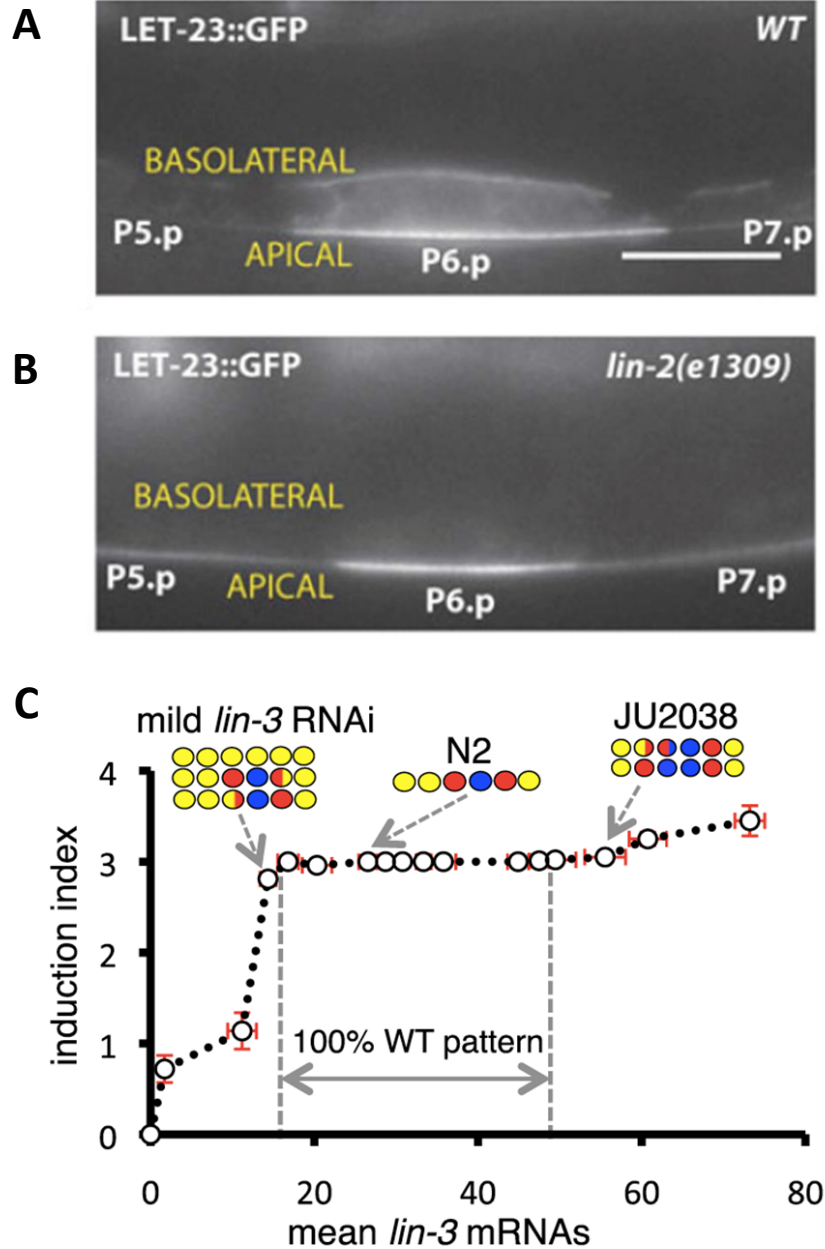 A
LET-23::GFP
WT
BASOLATERAL
P5.p
APICAL
P6.p
P7.p
B
LET-23::GFP
lin-2(e1309)
BASOLATERAL
P5.p
APICAL
P6.p
P7.p
C
mild lin-3 RNAi
N2
JU2038
induction index
4
3
2
1
0
100% WT pattern
0 20 40 60 80
mean lin-3 mRNAs